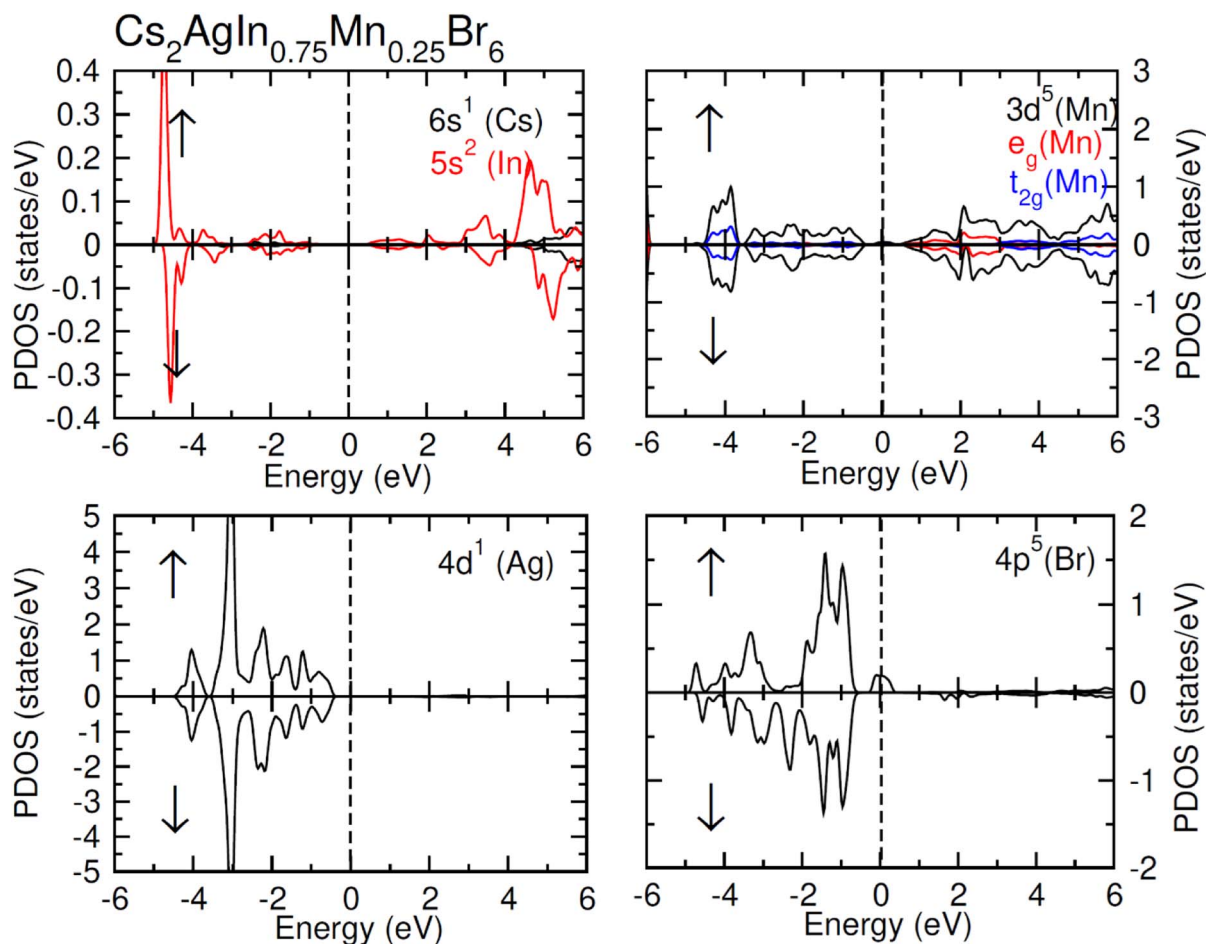 Cs₂AgIn₀.₇₅Mn₀.₂₅Br₆
0.4
0.3
0.2
0.1
0
-0.1
-0.2
-0.3
-0.4
PDOS (states/eV)
6s¹ (Cs)
5s² (In)
-6 -4 -2 0 2 4 6
Energy (eV)
3d⁵(Mn)
e_g(Mn)
t_2g(Mn)
3
2
1
0
-1
-2
-3
PDOS (states/eV)
-6 -4 -2 0 2 4 6
Energy (eV)
5
4
3
2
1
0
-1
-2
-3
-4
-5
PDOS (states/eV)
4d¹ (Ag)
-6 -4 -2 0 2 4 6
Energy (eV)
4p⁵(Br)
2
1
0
-1
-2
PDOS (states/eV)
-6 -4 -2 0 2 4 6
Energy (eV)